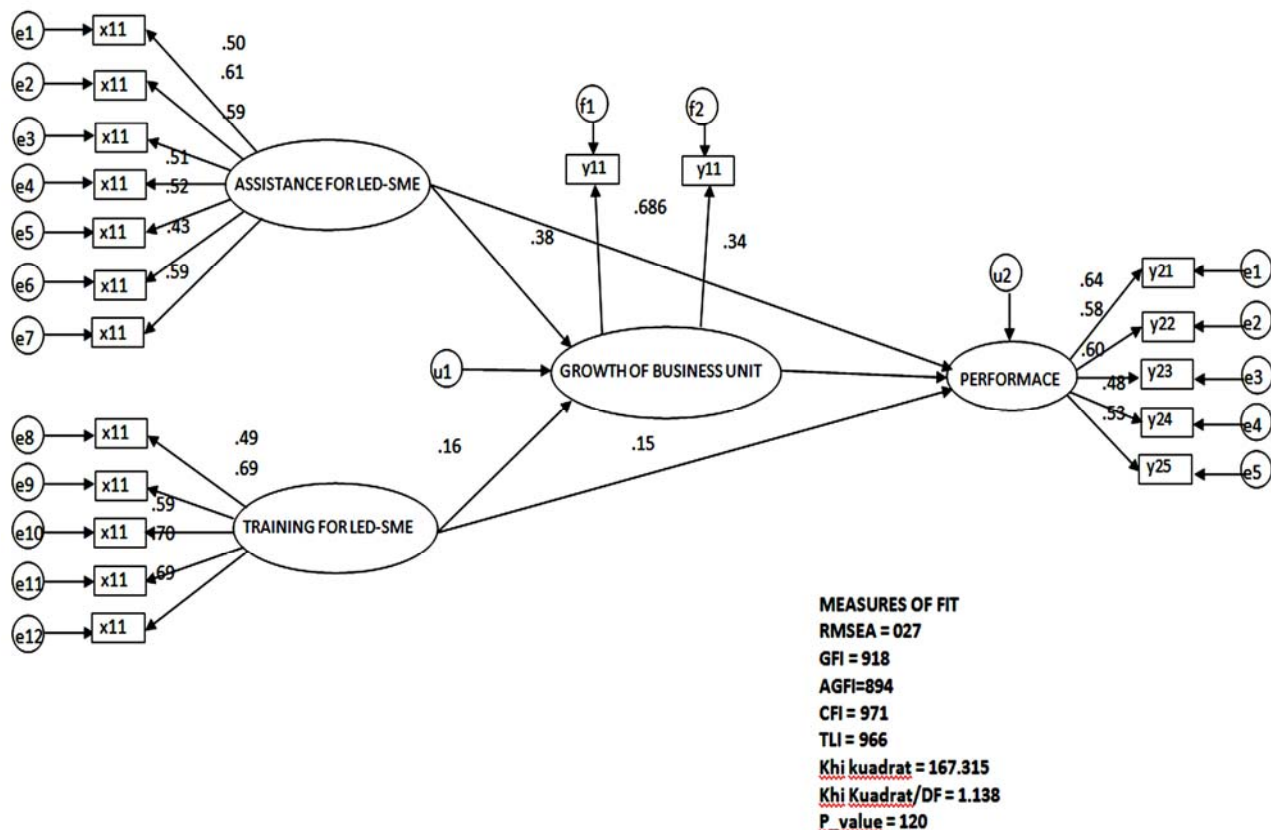 e1
x11
.50
e2
x11
.61
e3
x11
.59
e4
x11
.51
e5
x11
.52
e6
x11
.43
e7
x11
.59
ASSISTANCE FOR LED-SME
f1
f2
y11
y11
.686
.38
.34
u1
GROWTH OF BUSINESS UNIT
u2
PERFORMACE
.64
y21
e1
.58
y22
e2
.60
y23
e3
.48
y24
e4
.53
y25
e5
e8
x11
.49
e9
x11
.69
e10
x11
.59
e11
x11
.70
e12
x11
.69
TRAINING FOR LED-SME
.16
.15
MEASURES OF FIT
RMSEA = 027
GFI = 918
AGFI=894
CFI = 971
TLI = 966
Khi kuadrat = 167.315
Khi Kuadrat/DF = 1.138
P_value = 120